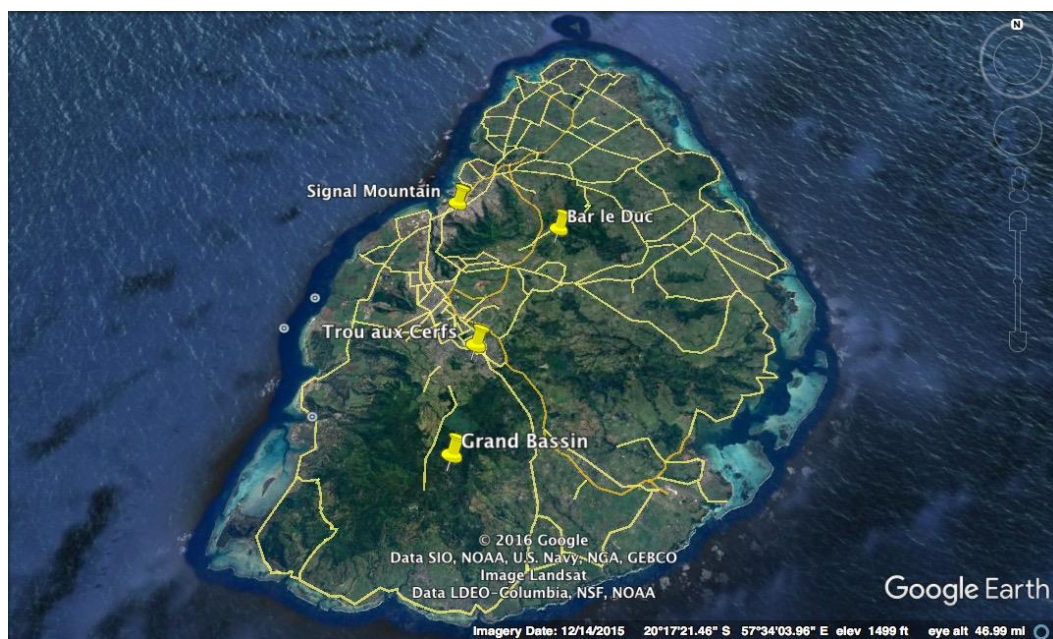 N
Signal Mountain
Bar le Duc
Trou aux Cerfs
Grand Bassin
© 2016 Google
Data SIO, NOAA, U.S. Navy, NGA, GEBCO
Image Landsat
Data LDEO-Columbia, NSF, NOAA
Google Earth
Imagery Date: 12/14/2015 20°17'21.46" S 57°34'03.96" E elev 1499 ft eye alt 46.99 mi